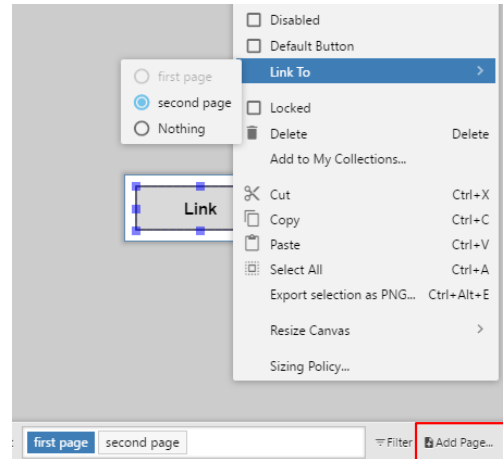 Disabled
Default Button
Link To
first page
second page
Nothing
Locked
Delete Delete
Add to My Collections...
Link
Cut Ctrl+X
Copy Ctrl+C
Paste Ctrl+V
Select All Ctrl+A
Export selection as PNG... Ctrl+Alt+E
Resize Canvas
Sizing Policy...
first page second page Filter Add Page...